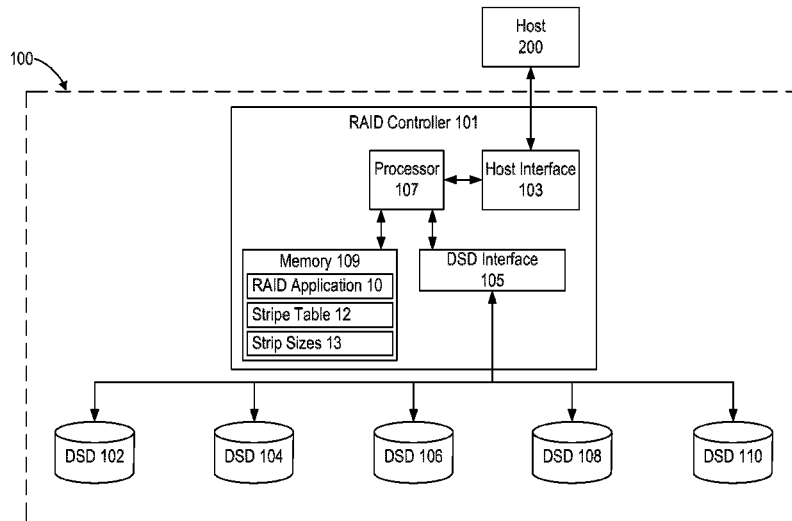 Host
200
100
RAID Controller 101
Processor
107
Host Interface
103
Memory 109
RAID Application 10
Stripe Table 12
Strip Sizes 13
DSD Interface
105
DSD 102
DSD 104
DSD 106
DSD 108
DSD 110